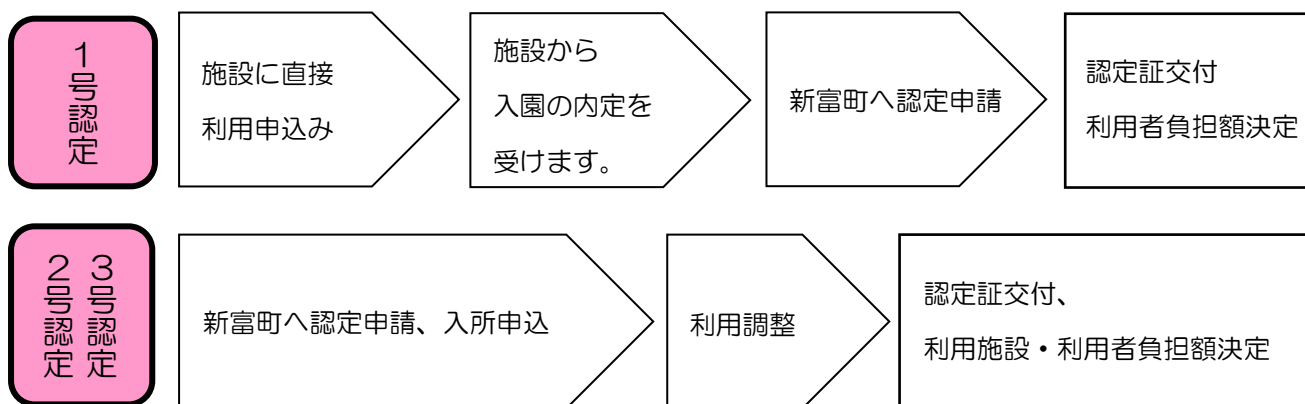 1号認定
施設に直接
利用申込み
施設から
入園の内定を
受けます。
新富町へ認定申請
認定証交付
利用者負担額決定
3号認定
2号認定
新富町へ認定申請、入所申込
利用調整
認定証交付、
利用施設・利用者負担額決定